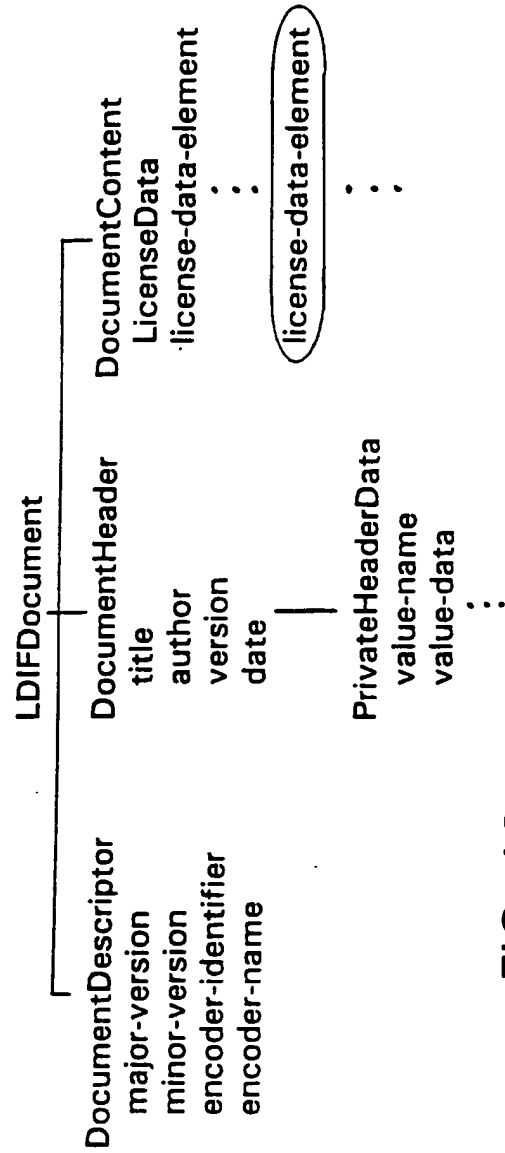 LDIFDocument
DocumentDescriptor
major-version
minor-version
encoder-identifier
encoder-name
DocumentHeader
title
author
version
date
PrivateHeaderData
value-name
value-data
DocumentContent
LicenseData
license-data-element
license-data-element